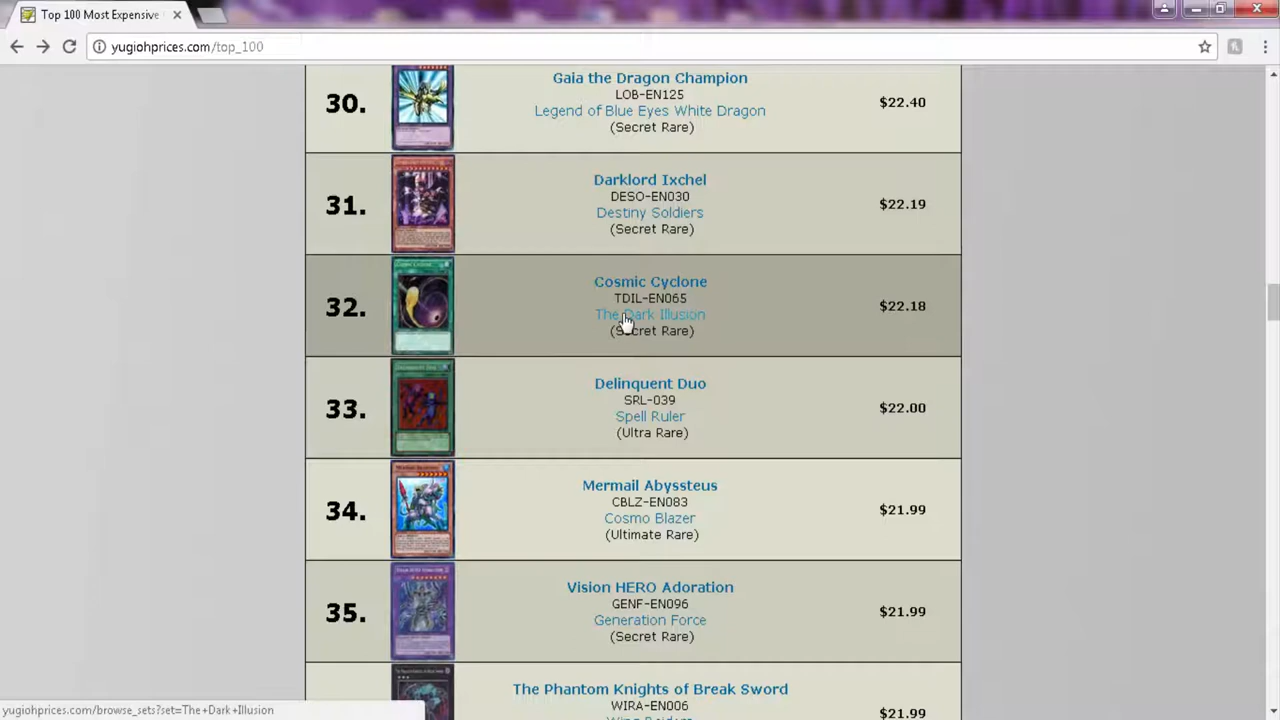 Top 100 Most Expensive
yugiohprices.com/top_100
30.
Gaia the Dragon Champion
LOB-EN125
Legend of Blue Eyes White Dragon
(Secret Rare)
$22.40
31.
Darklord Ixchel
DESO-EN030
Destiny Soldiers
(Secret Rare)
$22.19
32.
Cosmic Cyclone
TDIL-EN065
The Dark Illusion
(Secret Rare)
$22.18
33.
Delinquent Duo
SRL-039
Spell Ruler
(Ultra Rare)
$22.00
34.
Mermail Abyssteus
CBLZ-EN083
Cosmo Blazer
(Ultimate Rare)
$21.99
35.
Vision HERO Adoration
GENF-EN096
Generation Force
(Secret Rare)
$21.99
The Phantom Knights of Break Sword
WIRA-EN006
Wing Raiders
$21.99
yugiohprices.com/browse_sets?set=The+Dark+Illusion